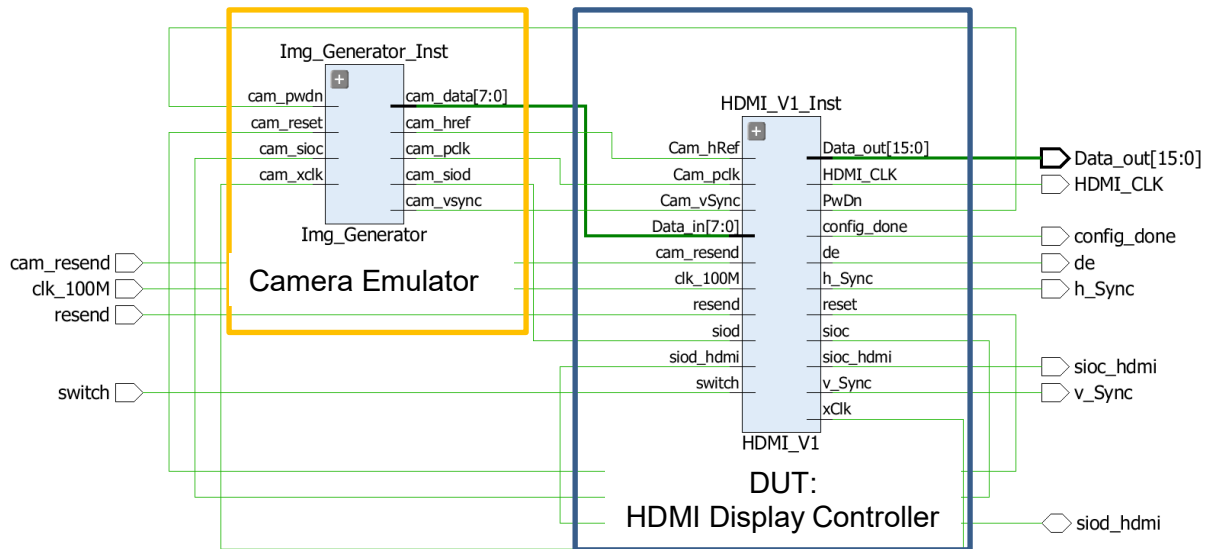 Img_Generator_Inst
cam_pwdn
cam_reset
cam_sioc
cam_xclk
cam_data[7:0]
cam_href
cam_pclk
cam_siod
cam_vsync
Img_Generator
Camera Emulator
cam_resend
clk_100M
resend
switch
HDMI_V1_Inst
Cam_hRef
Cam_pclk
Cam_vSync
Data_in[7:0]
cam_resend
clk_100M
resend
siod
siod_hdmi
switch
Data_out[15:0]
HDMI_CLK
PwDn
config_done
de
h_Sync
reset
sioc
sioc_hdmi
v_Sync
xClk
HDMI_V1
DUT:
HDMI Display Controller
Data_out[15:0]
HDMI_CLK
config_done
de
h_Sync
sioc_hdmi
v_Sync
siod_hdmi